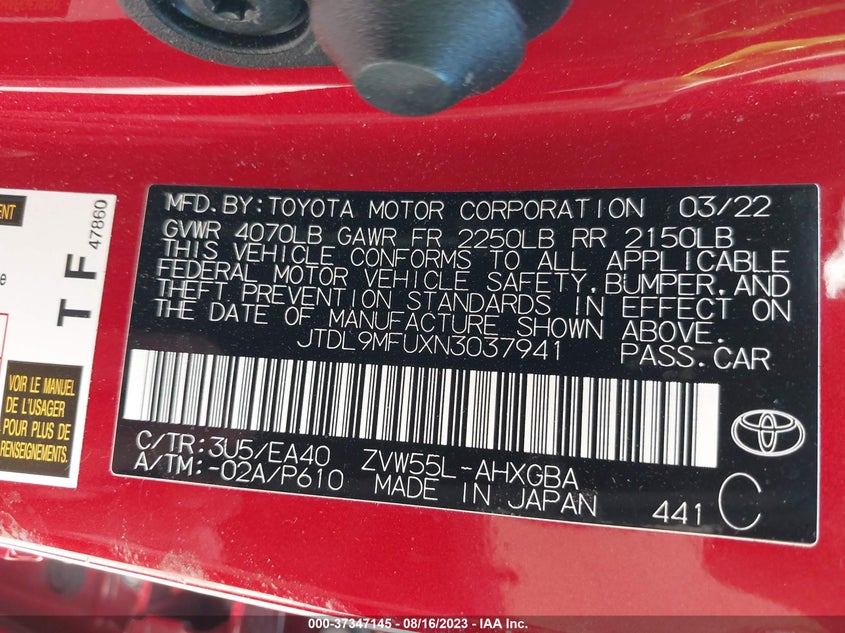 MFD.BY:TOYOTA MOTOR CORPORATION 03/22
GVWR 4070LB GAWR FR 2250LB RR 2150LB
THIS VEHICLE CONFORMS TO ALL APPLICABLE
FEDERAL MOTOR VEHICLE SAFETY,BUMPER,AND
THEFT PREVENTION STANDARDS IN EFFECT ON
THE DATE OF MANUFACTURE SHOWN ABOVE.
JTDL9MFUXN3037941 PASS.CAR
C/TR:3U5/EA40 ZVW55L-AHXGBA
A/TM:-02A/P610 MADE IN JAPAN 441 C
TF
47860
VOIR LE MANUEL
DE L'USAGER
POUR PLUS DE
RENSEIGNEMENTS
000-37347145 - 08/16/2023 - IAA Inc.